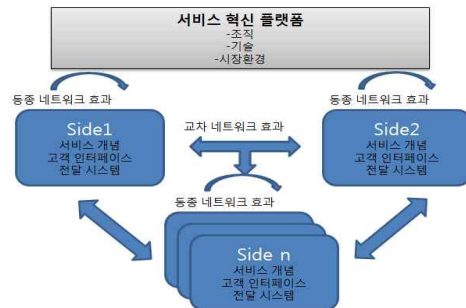 서비스 혁신 플랫폼
-조직
-기술
-시장환경
동종 네트워크 효과
동종 네트워크 효과
Side1
서비스 개념
고객 인터페이스
전달 시스템
교차 네트워크 효과
Side2
서비스 개념
고객 인터페이스
전달 시스템
동종 네트워크 효과
Side n
서비스 개념
고객 인터페이스
전달 시스템